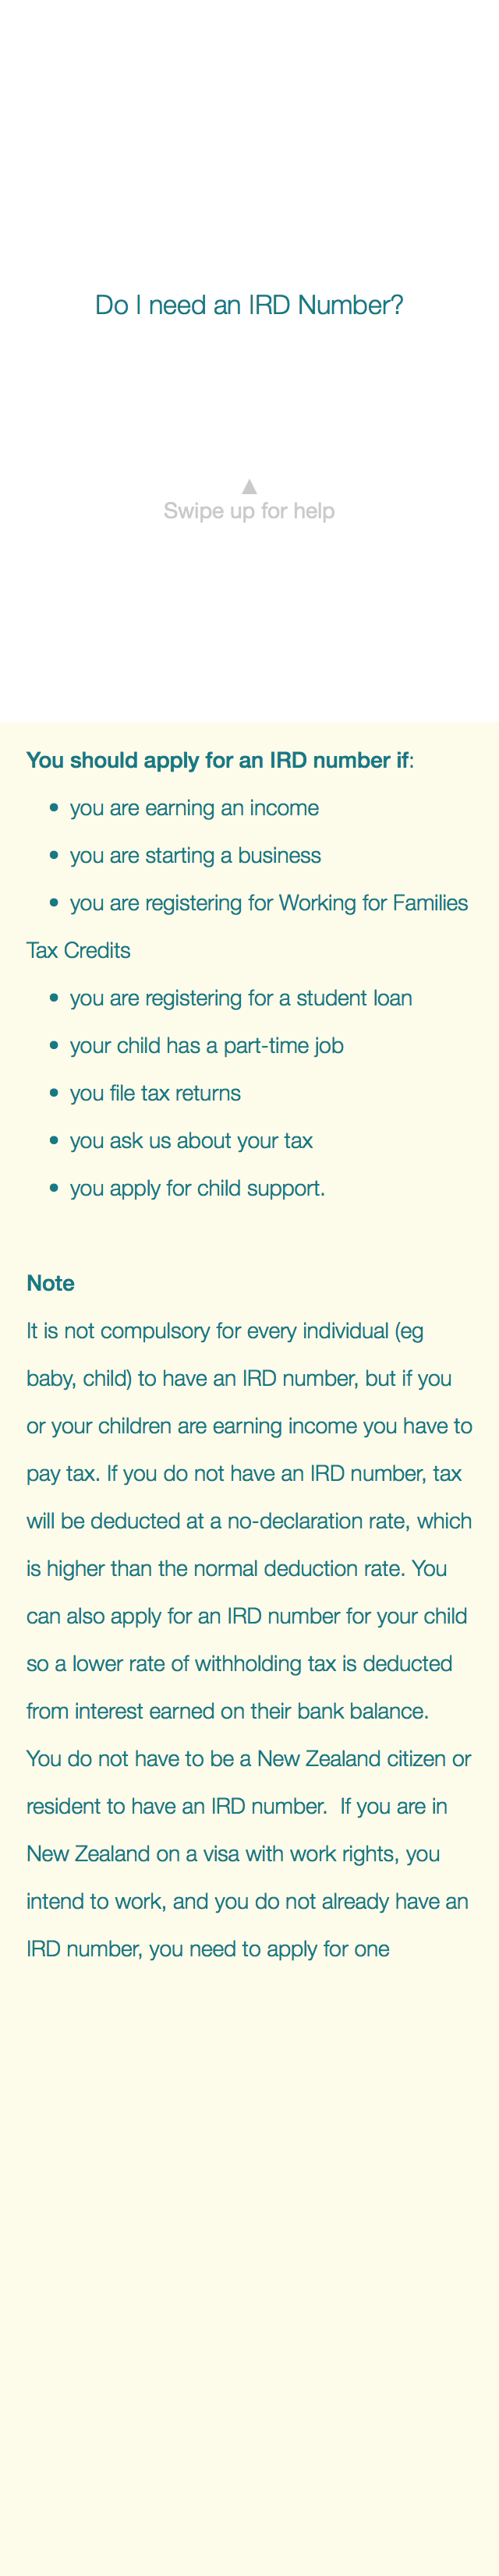 Do I need an IRD Number?
▲
Swipe up for help
You should apply for an IRD number if:
• you are earning an income
• you are starting a business
• you are registering for Working for Families
Tax Credits
• you are registering for a student loan
• your child has a part-time job
• you file tax returns
• you ask us about your tax
• you apply for child support.
Note
It is not compulsory for every individual (eg
baby, child) to have an IRD number, but if you
or your children are earning income you have to
pay tax. If you do not have an IRD number, tax
will be deducted at a no-declaration rate, which
is higher than the normal deduction rate. You
can also apply for an IRD number for your child
so a lower rate of withholding tax is deducted
from interest earned on their bank balance.
You do not have to be a New Zealand citizen or
resident to have an IRD number.  If you are in
New Zealand on a visa with work rights, you
intend to work, and you do not already have an
IRD number, you need to apply for one